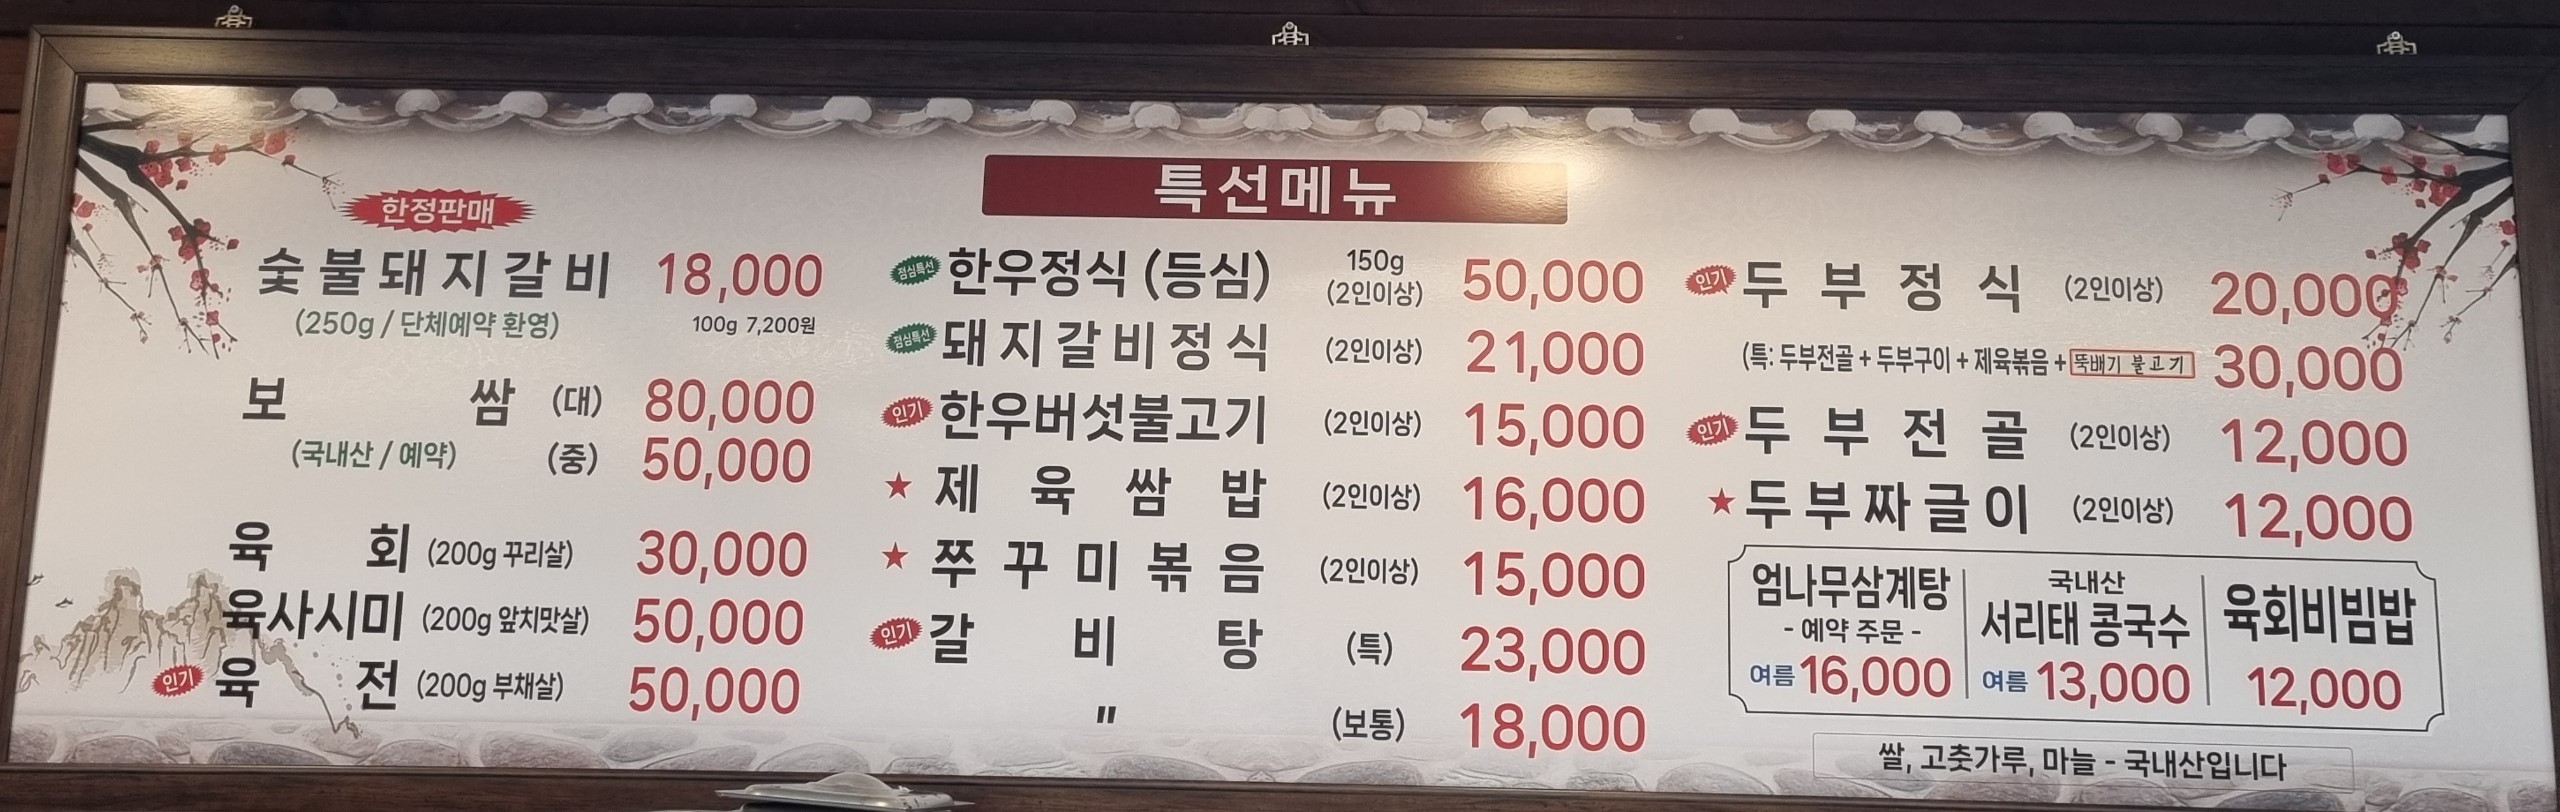 특선메뉴
한정판매
숯불돼지갈비 18,000
(250g / 단체예약 환영) 100g 7,200원
보쌈 (대) 80,000
(국내산 / 예약) (중) 50,000
육회 (200g 꾸리살) 30,000
육사시미 (200g 앞치맛살) 50,000
인기 육전 (200g 부채살) 50,000
점심특선 한우정식 (등심) 150g (2인이상) 50,000
점심특선 돼지갈비정식 (2인이상) 21,000
인기 한우버섯불고기 (2인이상) 15,000
★ 제육쌈밥 (2인이상) 16,000
★ 쭈꾸미볶음 (2인이상) 15,000
인기 갈비탕 (특) 23,000
" (보통) 18,000
인기 두부정식 (2인이상) 20,000
(특: 두부전골 + 두부구이 + 제육볶음 + 뚝배기 불고기 30,000
인기 두부전골 (2인이상) 12,000
★ 두부짜글이 (2인이상) 12,000
엄나무삼계탕
- 예약 주문 -
여름 16,000
국내산
서리태 콩국수
여름 13,000
육회비빔밥
12,000
쌀, 고춧가루, 마늘 - 국내산입니다